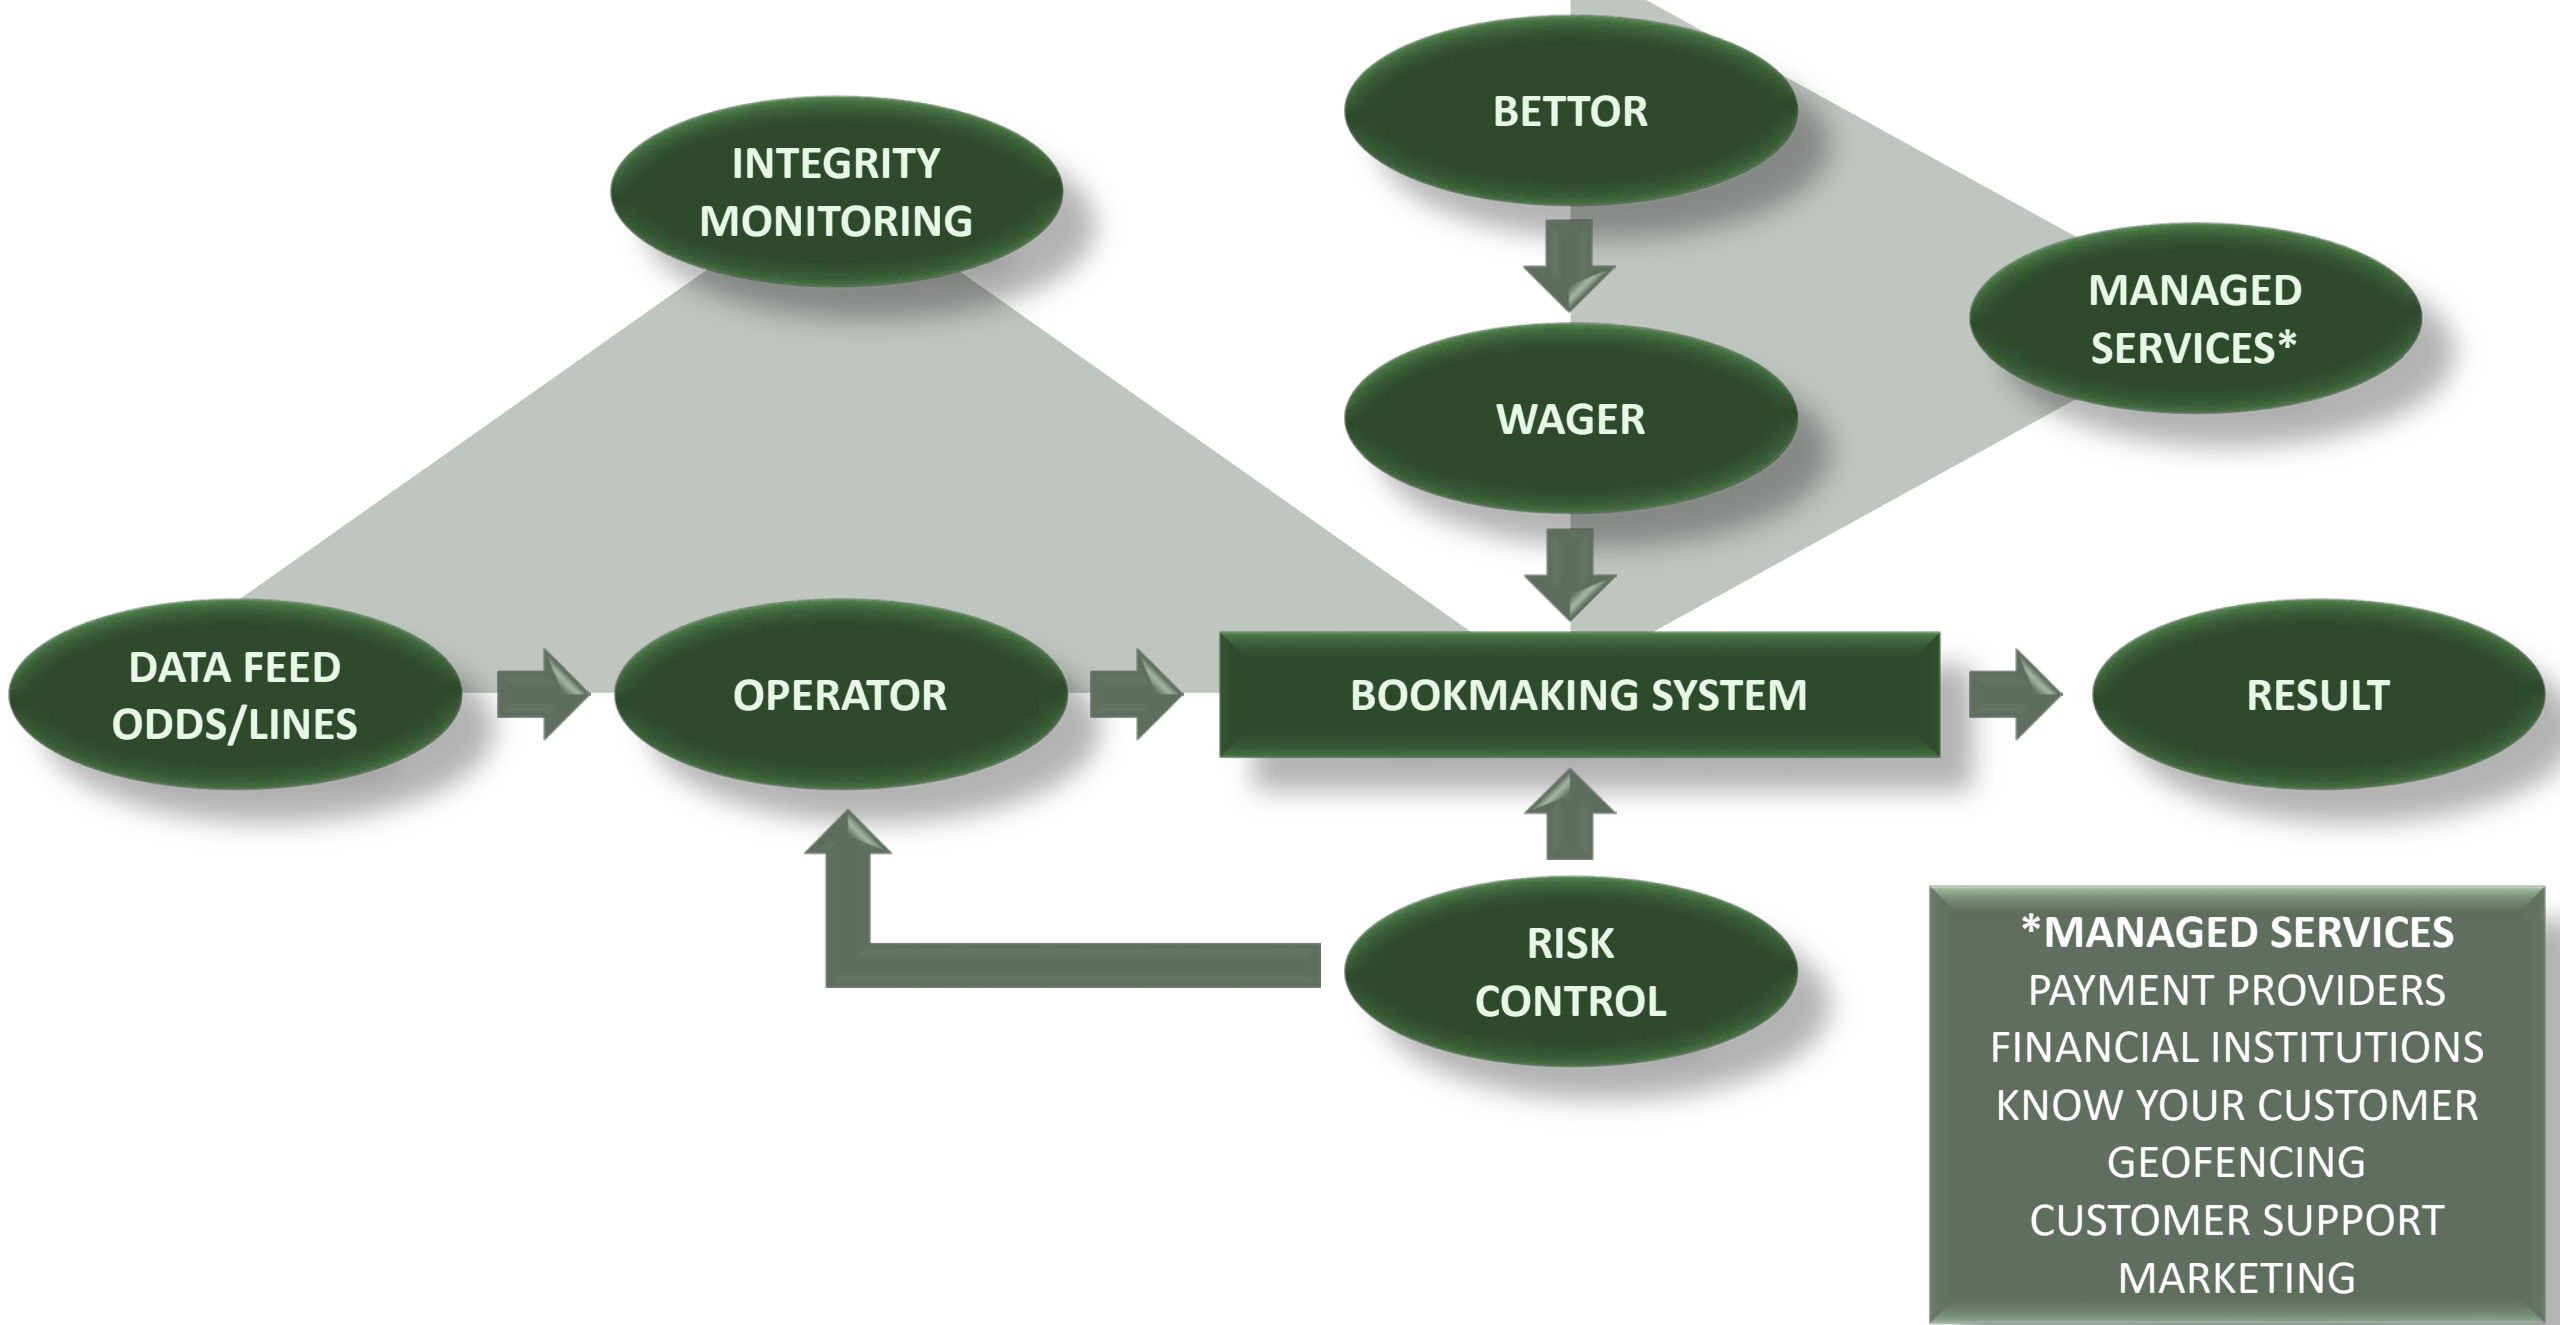 BETTOR
INTEGRITY
MONITORING
MANAGED
SERVICES*
WAGER
DATA FEED
ODDS/LINES
OPERATOR
BOOKMAKING SYSTEM
RESULT
RISK
CONTROL
*MANAGED SERVICES
PAYMENT PROVIDERS
FINANCIAL INSTITUTIONS
KNOW YOUR CUSTOMER
GEOFENCING
CUSTOMER SUPPORT
MARKETING